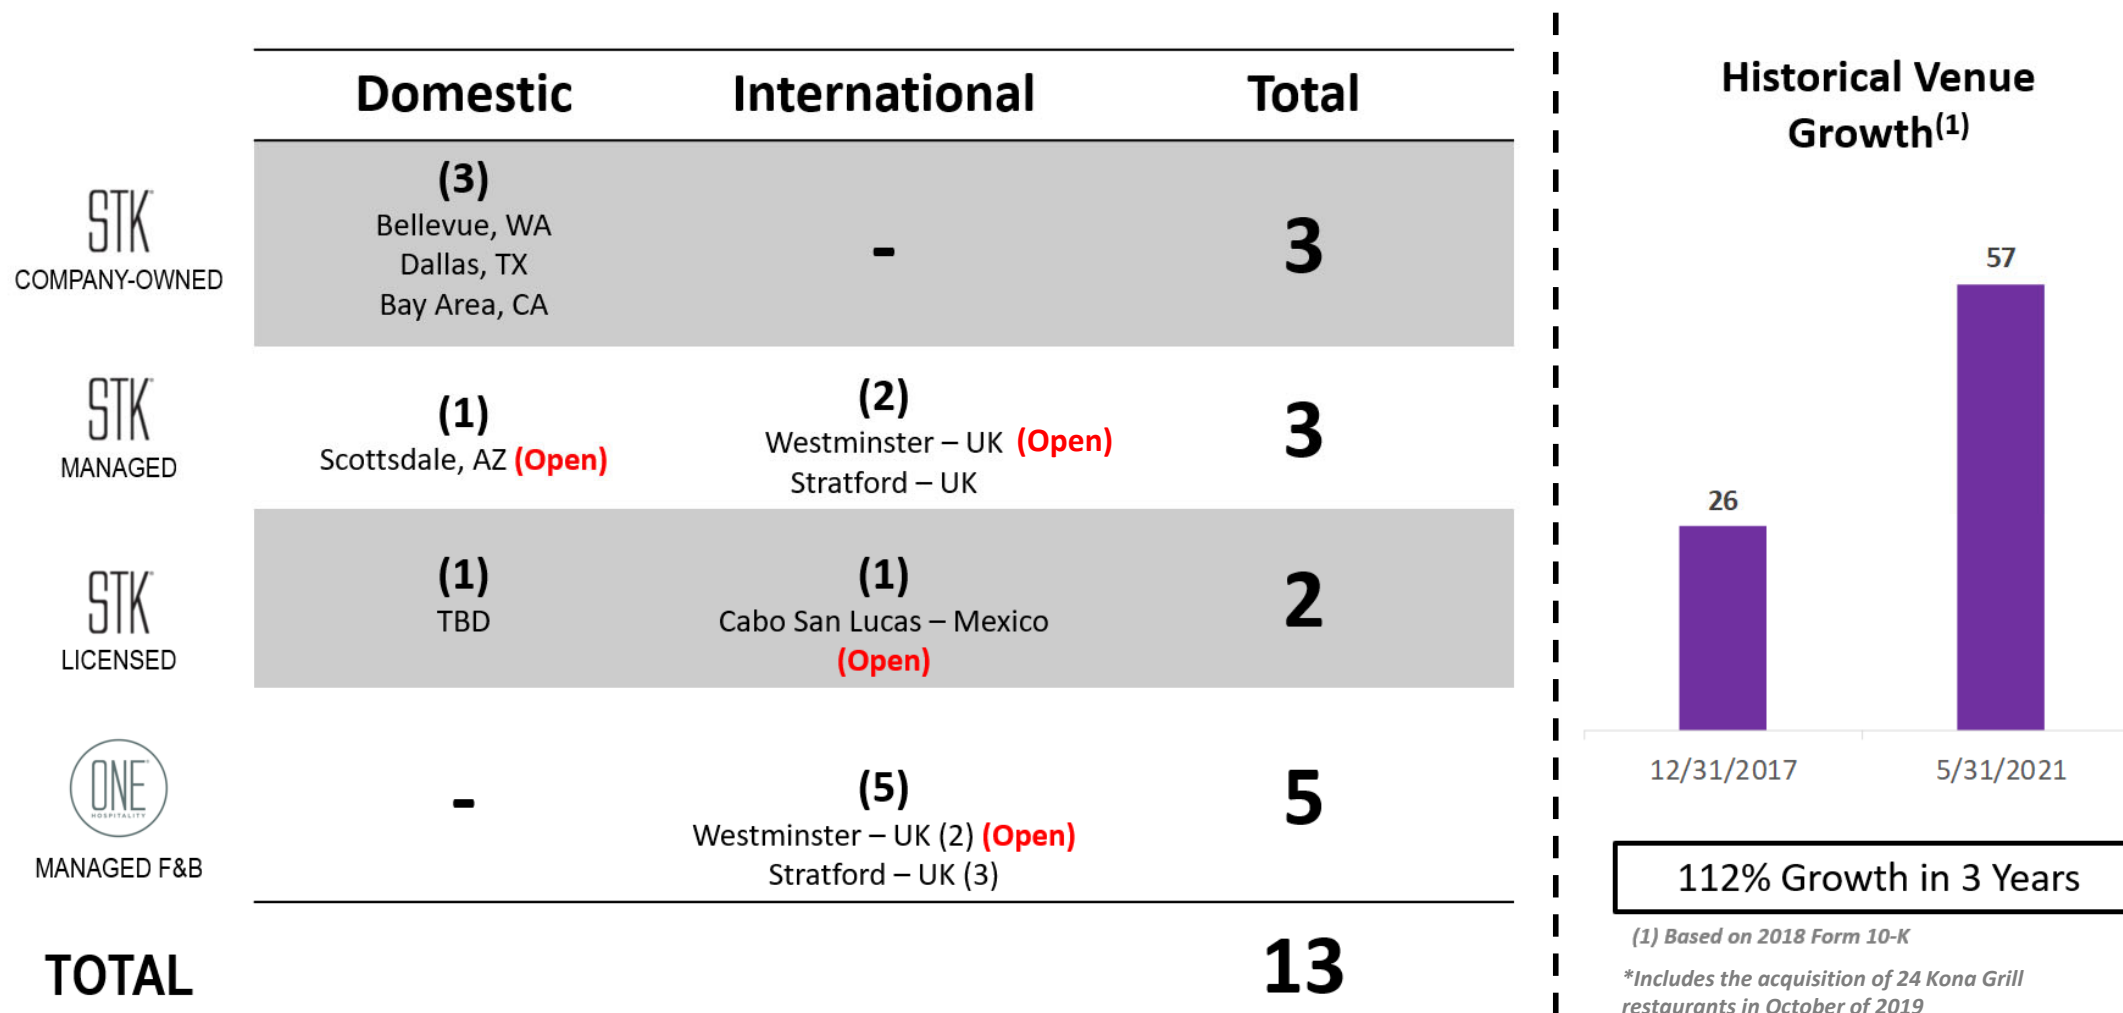 Domestic International Total
STK
COMPANY-OWNED
(3)
Bellevue, WA
Dallas, TX
Bay Area, CA
-
3
STK
MANAGED
(1)
Scottsdale, AZ (Open)
(2)
Westminster – UK (Open)
Stratford – UK
3
STK
LICENSED
(1)
TBD
(1)
Cabo San Lucas – Mexico
(Open)
2
ONE
HOSPITALITY
MANAGED F&B
-
(5)
Westminster – UK (2) (Open)
Stratford – UK (3)
5
TOTAL
13
Historical Venue
Growth(1)
57
26
12/31/2017 5/31/2021
112% Growth in 3 Years
(1) Based on 2018 Form 10-K
*Includes the acquisition of 24 Kona Grill
restaurants in October of 2019